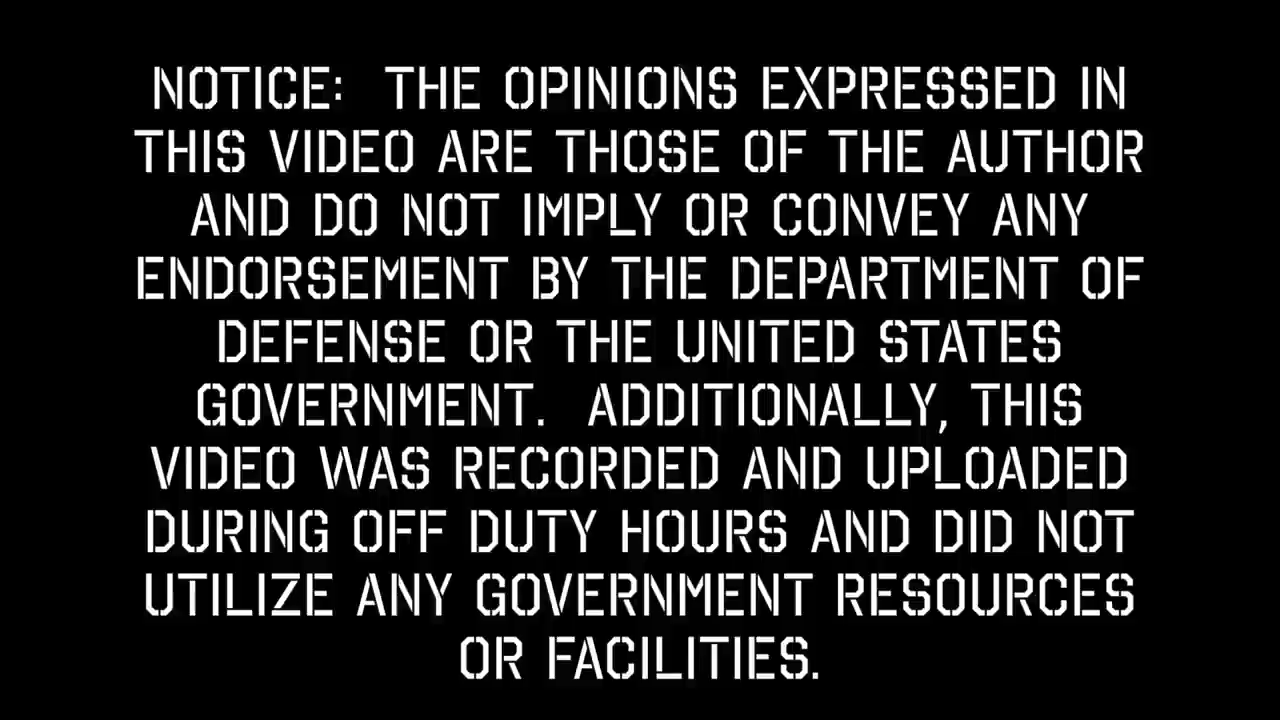 NOTICE:  THE OPINIONS EXPRESSED IN
THIS VIDEO ARE THOSE OF THE AUTHOR
AND DO NOT IMPLY OR CONVEY ANY
ENDORSEMENT BY THE DEPARTMENT OF
DEFENSE OR THE UNITED STATES
GOVERNMENT.  ADDITIONALLY, THIS
VIDEO WAS RECORDED AND UPLOADED
DURING OFF DUTY HOURS AND DID NOT
UTILIZE ANY GOVERNMENT RESOURCES
OR FACILITIES.